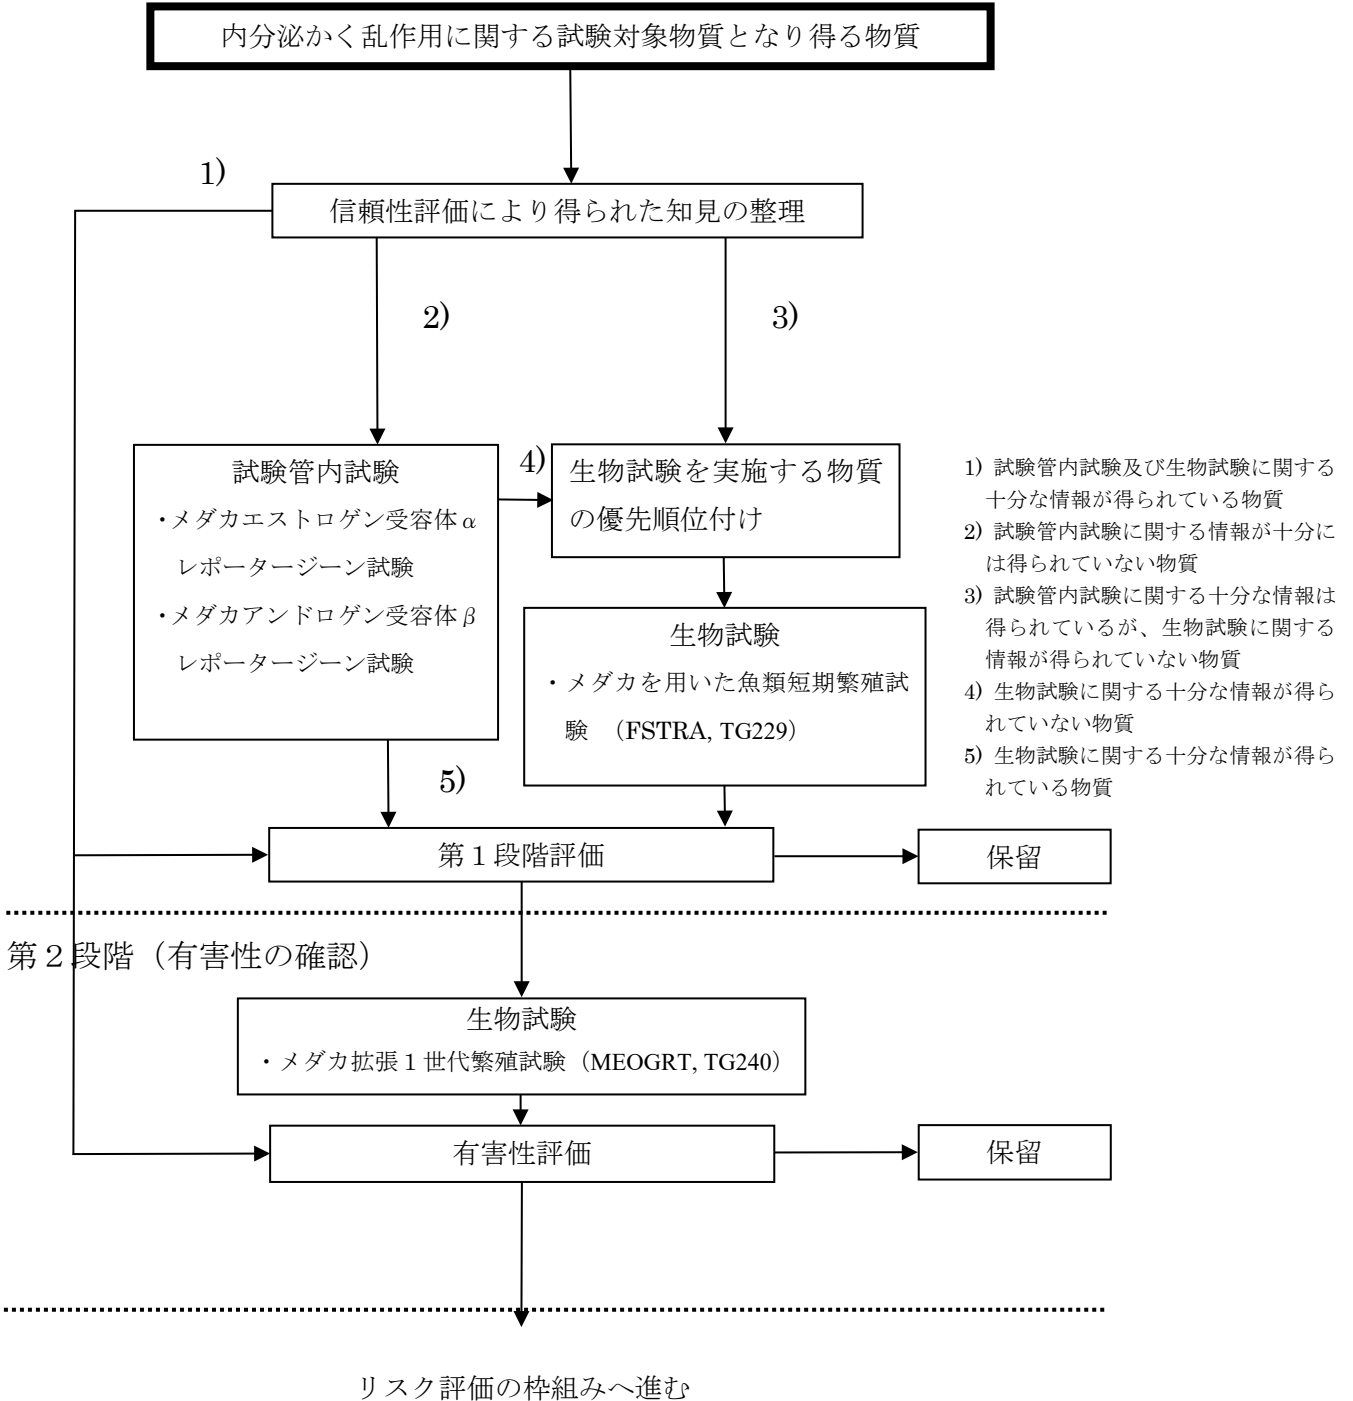 内分泌かく乱作用に関する試験対象物質となり得る物質
1)
信頼性評価により得られた知見の整理
2)
3)
試験管内試験
・メダカエストロゲン受容体α
レポータージーン試験
・メダカアンドロゲン受容体β
レポータージーン試験
4)
生物試験を実施する物質
の優先順位付け
生物試験
・メダカを用いた魚類短期繁殖試
験 （FSTRA, TG229）
1) 試験管内試験及び生物試験に関する
十分な情報が得られている物質
2) 試験管内試験に関する情報が十分に
は得られていない物質
3) 試験管内試験に関する十分な情報は
得られているが、生物試験に関する
情報が得られていない物質
4) 生物試験に関する十分な情報が得ら
れていない物質
5) 生物試験に関する十分な情報が得ら
れている物質
5)
第１段階評価
保留
第２段階（有害性の確認）
生物試験
・メダカ拡張１世代繁殖試験（MEOGRT, TG240）
有害性評価
保留
リスク評価の枠組みへ進む